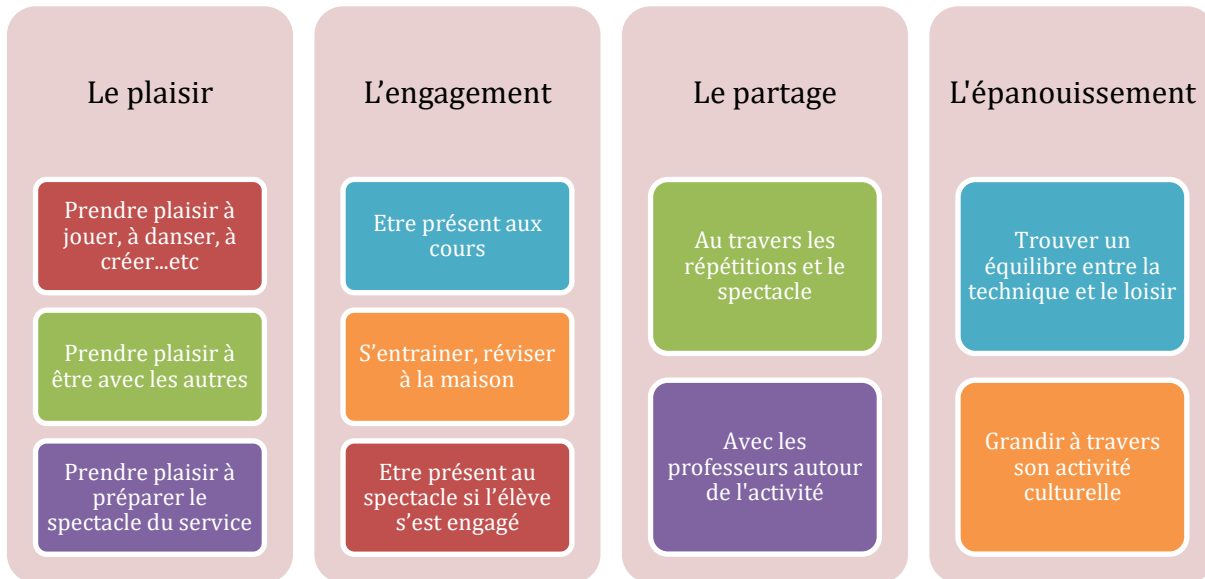 Le plaisir
Prendre plaisir à
jouer, à danser, à
créer...etc
Prendre plaisir à
être avec les autres
Prendre plaisir à
préparer le
spectacle du service
L’engagement
Etre présent aux
cours
S’entrainer, réviser
à la maison
Etre présent au
spectacle si l’élève
s’est engagé
Le partage
Au travers les
répétitions et le
spectacle
Avec les
professeurs autour
de l'activité
L'épanouissement
Trouver un
équilibre entre la
technique et le loisir
Grandir à travers
son activité
culturelle